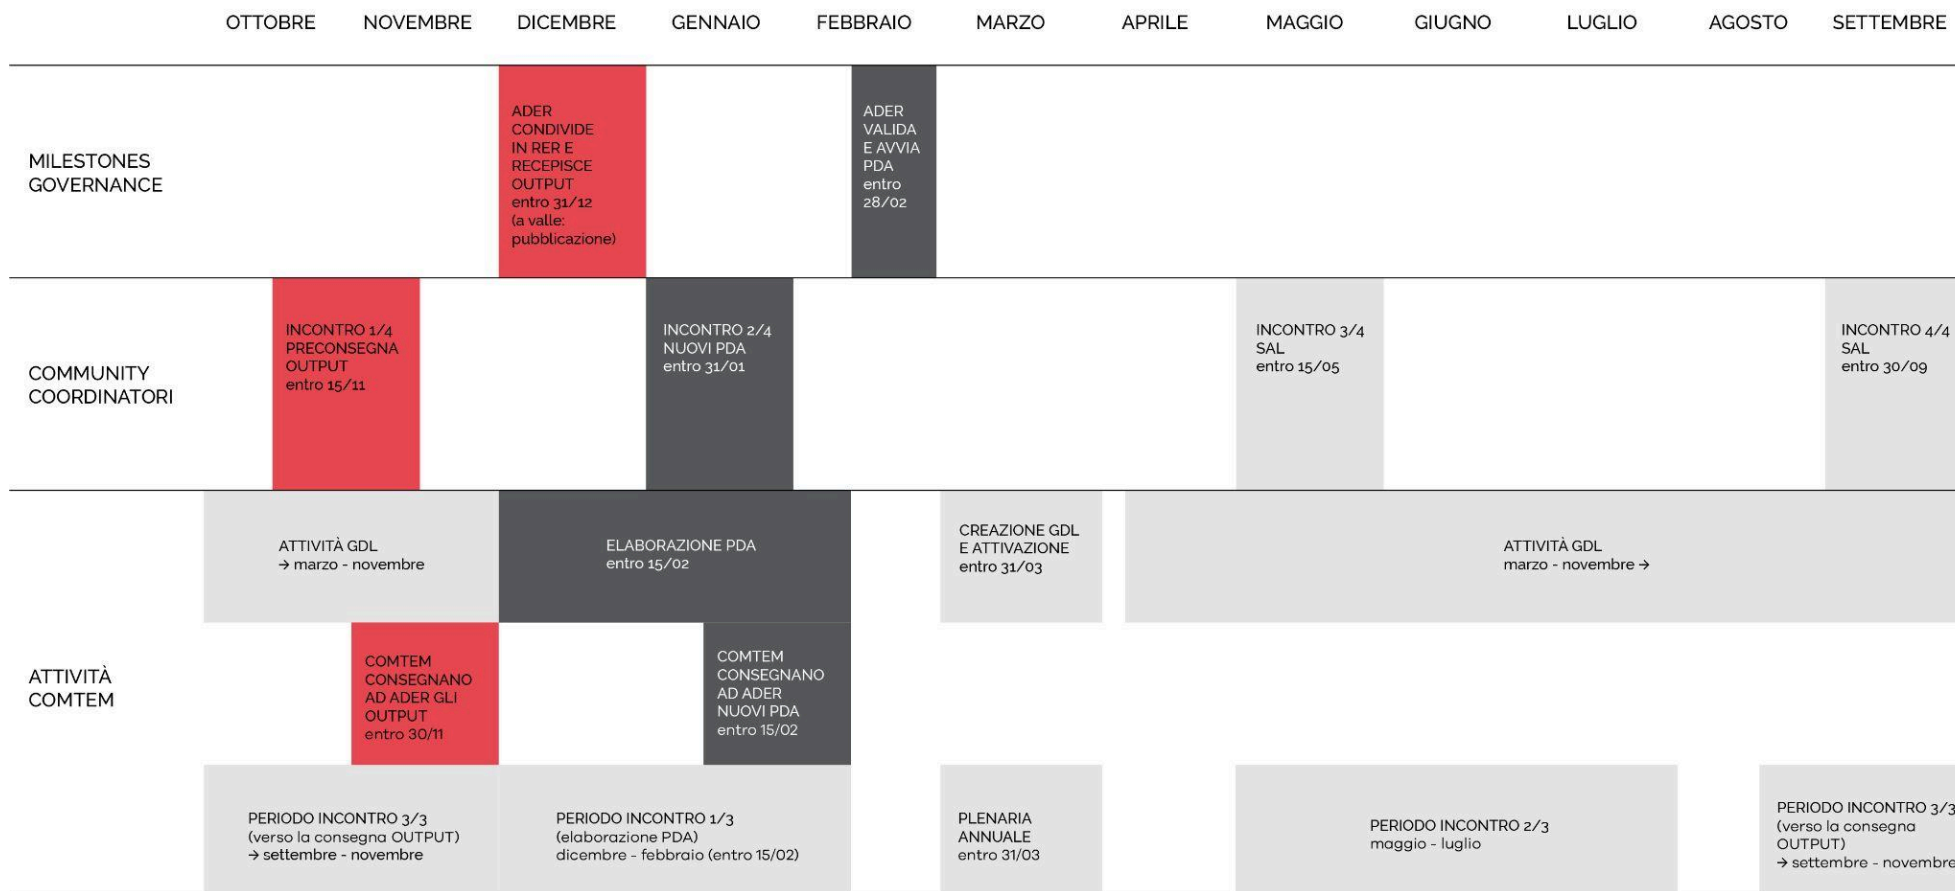 OTTOBRE NOVEMBRE DICEMBRE GENNAIO FEBBRAIO MARZO APRILE MAGGIO GIUGNO LUGLIO AGOSTO SETTEMBRE
MILESTONES
GOVERNANCE
ADER
CONDIVIDE
IN RER E
RECEPISCE
OUTPUT
entro 31/12
(a valle:
pubblicazione)
ADER
VALIDA
E AVVIA
PDA
entro
28/02
COMMUNITY
COORDINATORI
INCONTRO 1/4
PRECONSEGNA
OUTPUT
entro 15/11
INCONTRO 2/4
NUOVI PDA
entro 31/01
INCONTRO 3/4
SAL
entro 15/05
INCONTRO 4/4
SAL
entro 30/09
ATTIVITÀ
COMTEM
ATTIVITÀ GDL
→ marzo - novembre
ELABORAZIONE PDA
entro 15/02
CREAZIONE GDL
E ATTIVAZIONE
entro 31/03
ATTIVITÀ GDL
marzo - novembre →
COMTEM
CONSEGNANO
AD ADER GLI
OUTPUT
entro 30/11
COMTEM
CONSEGNANO
AD ADER
NUOVI PDA
entro 15/02
PERIODO INCONTRO 3/3
(verso la consegna OUTPUT)
→ settembre - novembre
PERIODO INCONTRO 1/3
(elaborazione PDA)
dicembre - febbraio (entro 15/02)
PLENARIA
ANNUALE
entro 31/03
PERIODO INCONTRO 2/3
maggio - luglio
PERIODO INCONTRO 3/3
(verso la consegna
OUTPUT)
→ settembre - novembre